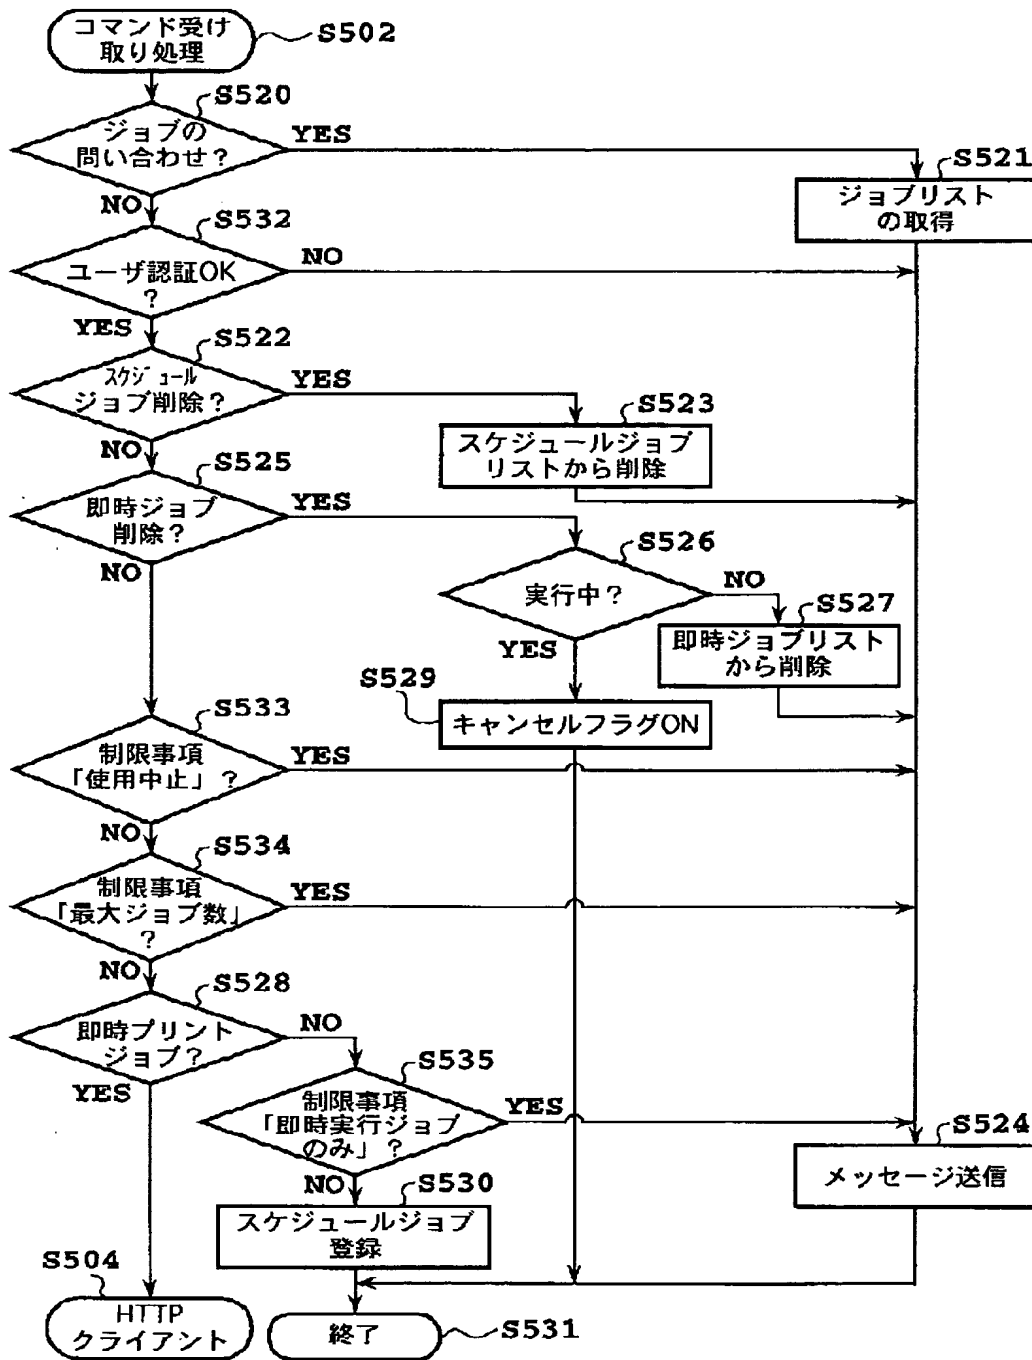 コマンド受け
取り処理
S502
S520
ジョブの
問い合わせ？
YES
S521
ジョブリスト
の取得
NO
S532
ユーザ認証OK
？
NO
YES
S522
スケジュール
ジョブ削除？
YES
S523
スケジュールジョブ
リストから削除
NO
S525
即時ジョブ
削除？
YES
NO
S526
実行中？
NO
S527
即時ジョブリスト
から削除
YES
S529
キャンセルフラグON
S533
制限事項
「使用中止」？
YES
NO
S534
制限事項
「最大ジョブ数」
？
YES
NO
S528
即時プリント
ジョブ？
NO
YES
S535
制限事項
「即時実行ジョブ
のみ」？
YES
S524
メッセージ送信
NO
S530
スケジュールジョブ
登録
S504
HTTP
クライアント
終了
S531